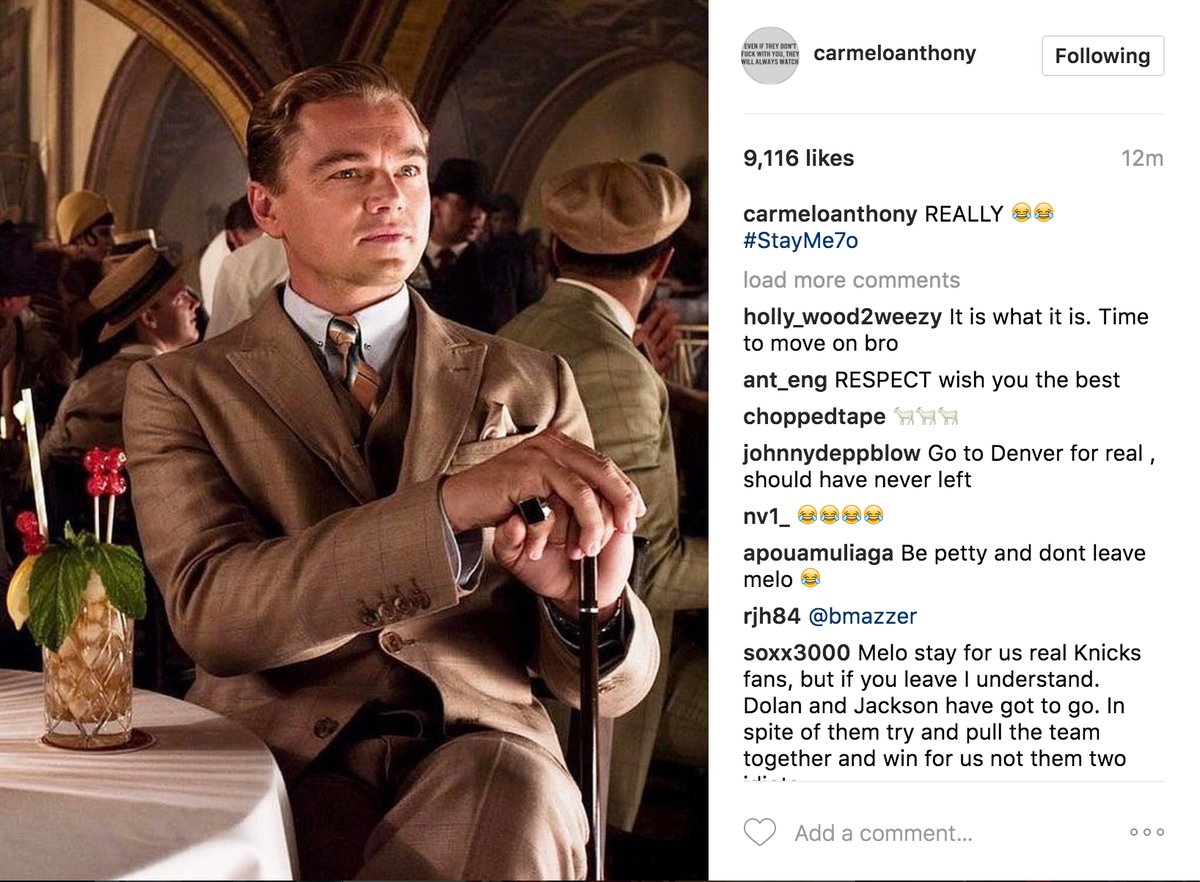 EVEN IF THEY DON'T
FUCK WITH YOU, THEY
WILL ALWAYS WATCH
carmeloanthony
Following
9,116 likes
12m
carmeloanthony REALLY 😂😂
#StayMe7o
load more comments
holly_wood2weezy It is what it is. Time
to move on bro
ant_eng RESPECT wish you the best
choppedtape 🐐🐐🐐
johnnydeppblow Go to Denver for real ,
should have never left
nv1_ 😂😂😂😂
apouamuliaga Be petty and dont leave
melo 😂
rjh84 @bmazzer
soxx3000 Melo stay for us real Knicks
fans, but if you leave I understand.
Dolan and Jackson have got to go. In
spite of them try and pull the team
together and win for us not them two
Add a comment...